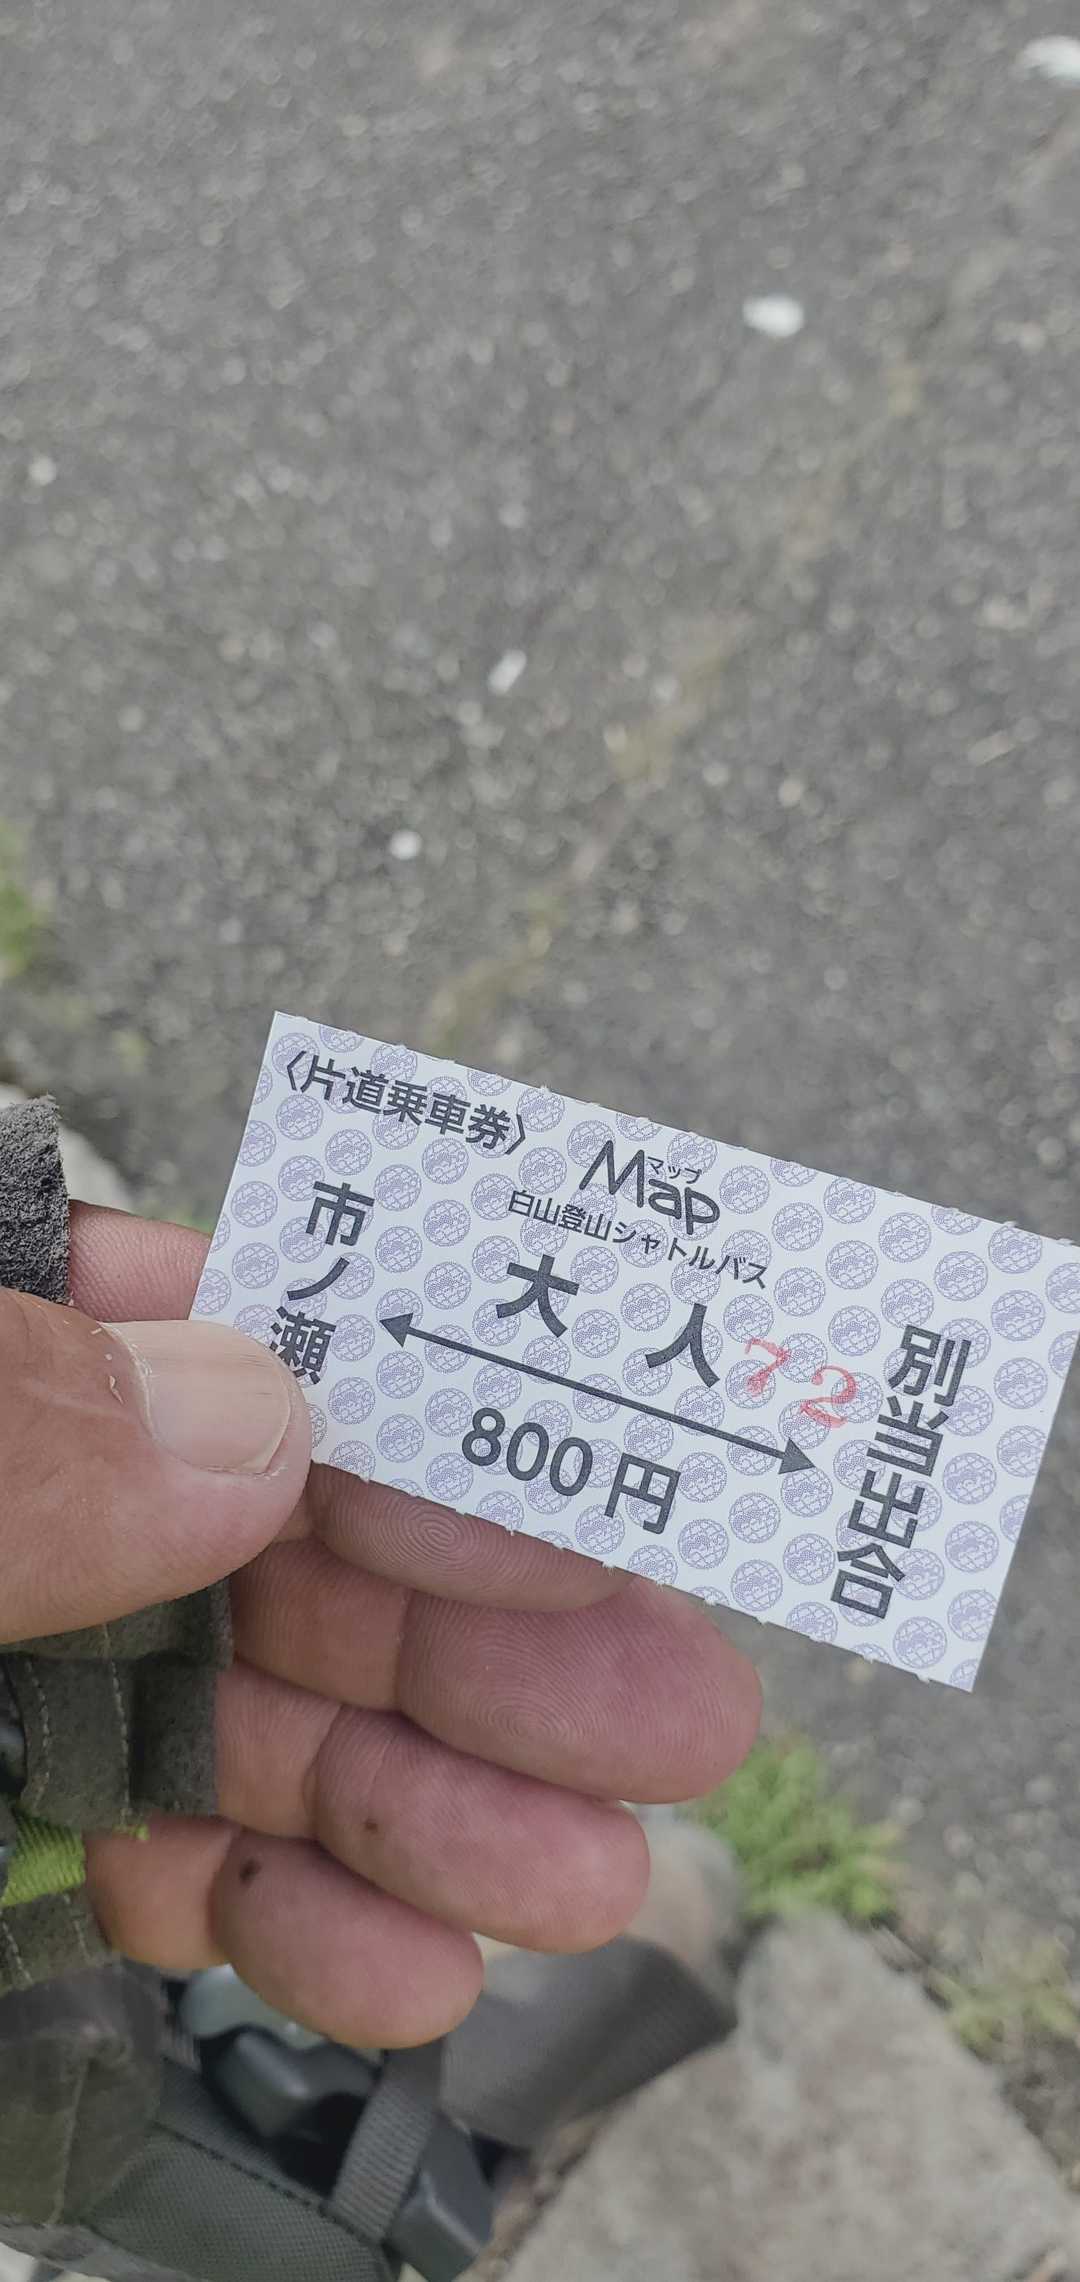 〈片道乗車券〉
マップ
Map
白山登山シャトルバス
市ノ瀬
大人
72
800円
別当出合